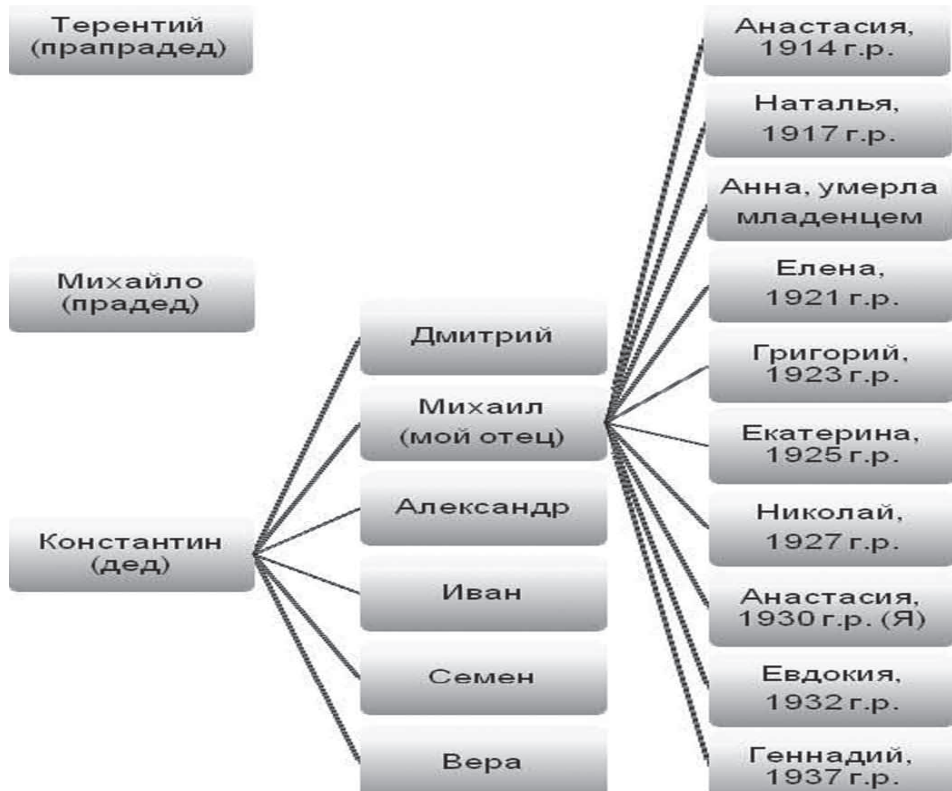 Терентий
(прапрадед)
Михайло
(прадед)
Константин
(дед)
Дмитрий
Михаил
(мой отец)
Александр
Иван
Семен
Вера
Анастасия,
1914 г.р.
Наталья,
1917 г.р.
Анна, умерла
младенцем
Елена,
1921 г.р.
Григорий,
1923 г.р.
Екатерина,
1925 г.р.
Николай,
1927 г.р.
Анастасия,
1930 г.р. (Я)
Евдокия,
1932 г.р.
Геннадий,
1937 г.р.